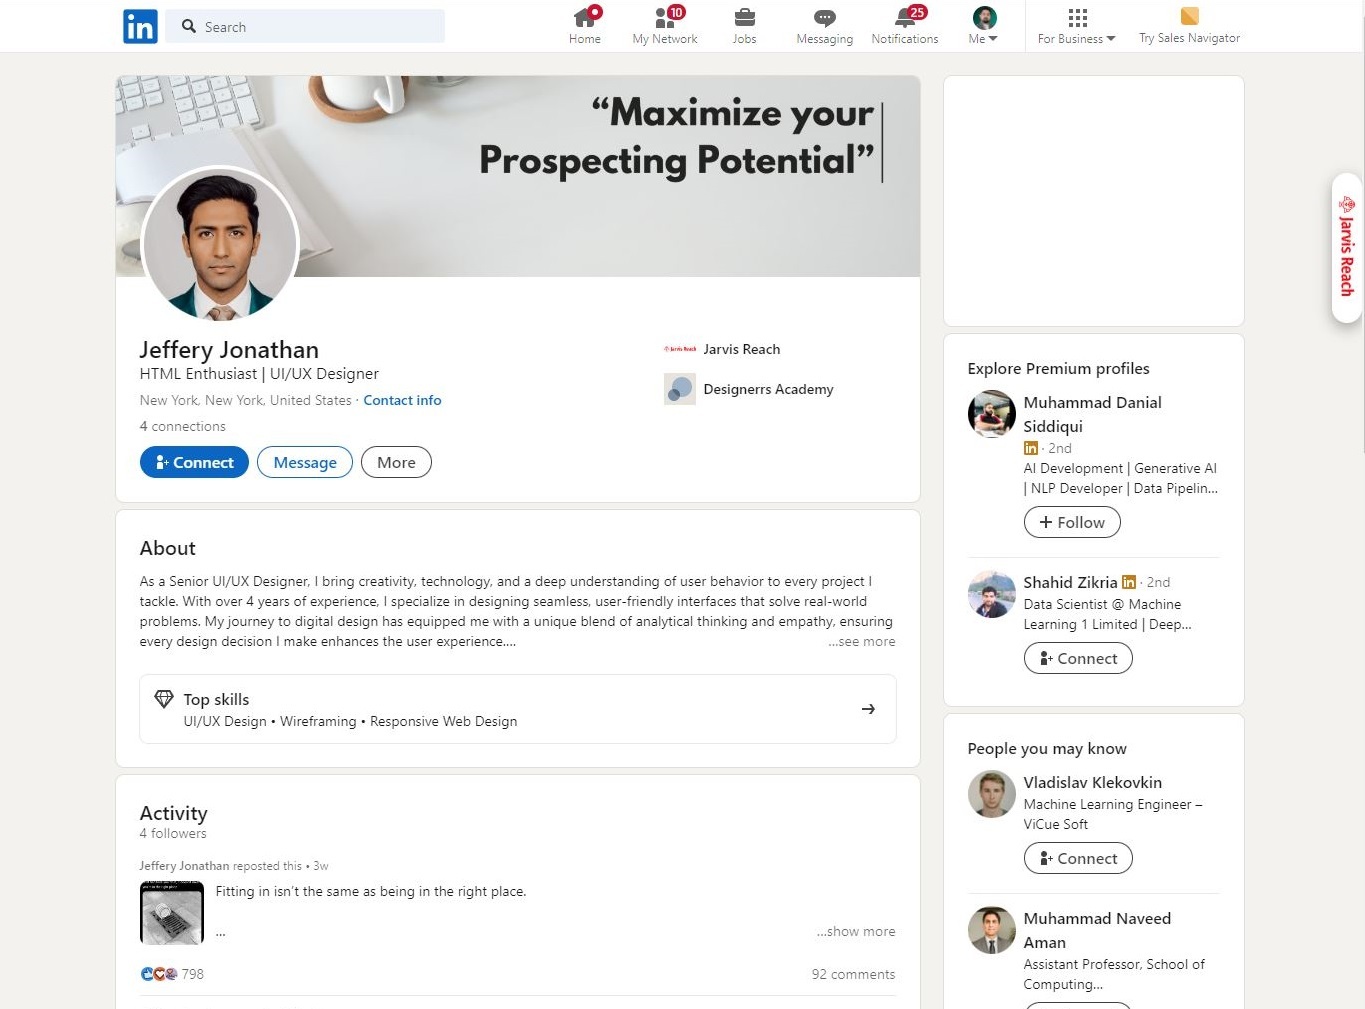 in
Search
Home
10
My Network
Jobs
Messaging
25
Notifications
Me
For Business
Try Sales Navigator
“Maximize your
Prospecting Potential”
Jeffery Jonathan
HTML Enthusiast | UI/UX Designer
New York, New York, United States · Contact info
4 connections
Connect
Message
More
Jarvis Reach
Jarvis Reach
Designerrs Academy
About
As a Senior UI/UX Designer, I bring creativity, technology, and a deep understanding of user behavior to every project I
tackle. With over 4 years of experience, I specialize in designing seamless, user-friendly interfaces that solve real-world
problems. My journey to digital design has equipped me with a unique blend of analytical thinking and empathy, ensuring
every design decision I make enhances the user experience....
...see more
Top skills
UI/UX Design • Wireframing • Responsive Web Design
Activity
4 followers
Jeffery Jonathan reposted this • 3w
Fitting in isn’t the same as being in the right place.
...
...show more
798
92 comments
Explore Premium profiles
Muhammad Danial
Siddiqui
in · 2nd
AI Development | Generative AI
| NLP Developer | Data Pipelin...
Follow
Shahid Zikria in · 2nd
Data Scientist @ Machine
Learning 1 Limited | Deep...
Connect
People you may know
Vladislav Klekovkin
Machine Learning Engineer –
ViCue Soft
Connect
Muhammad Naveed
Aman
Assistant Professor, School of
Computing...
Jarvis Reach